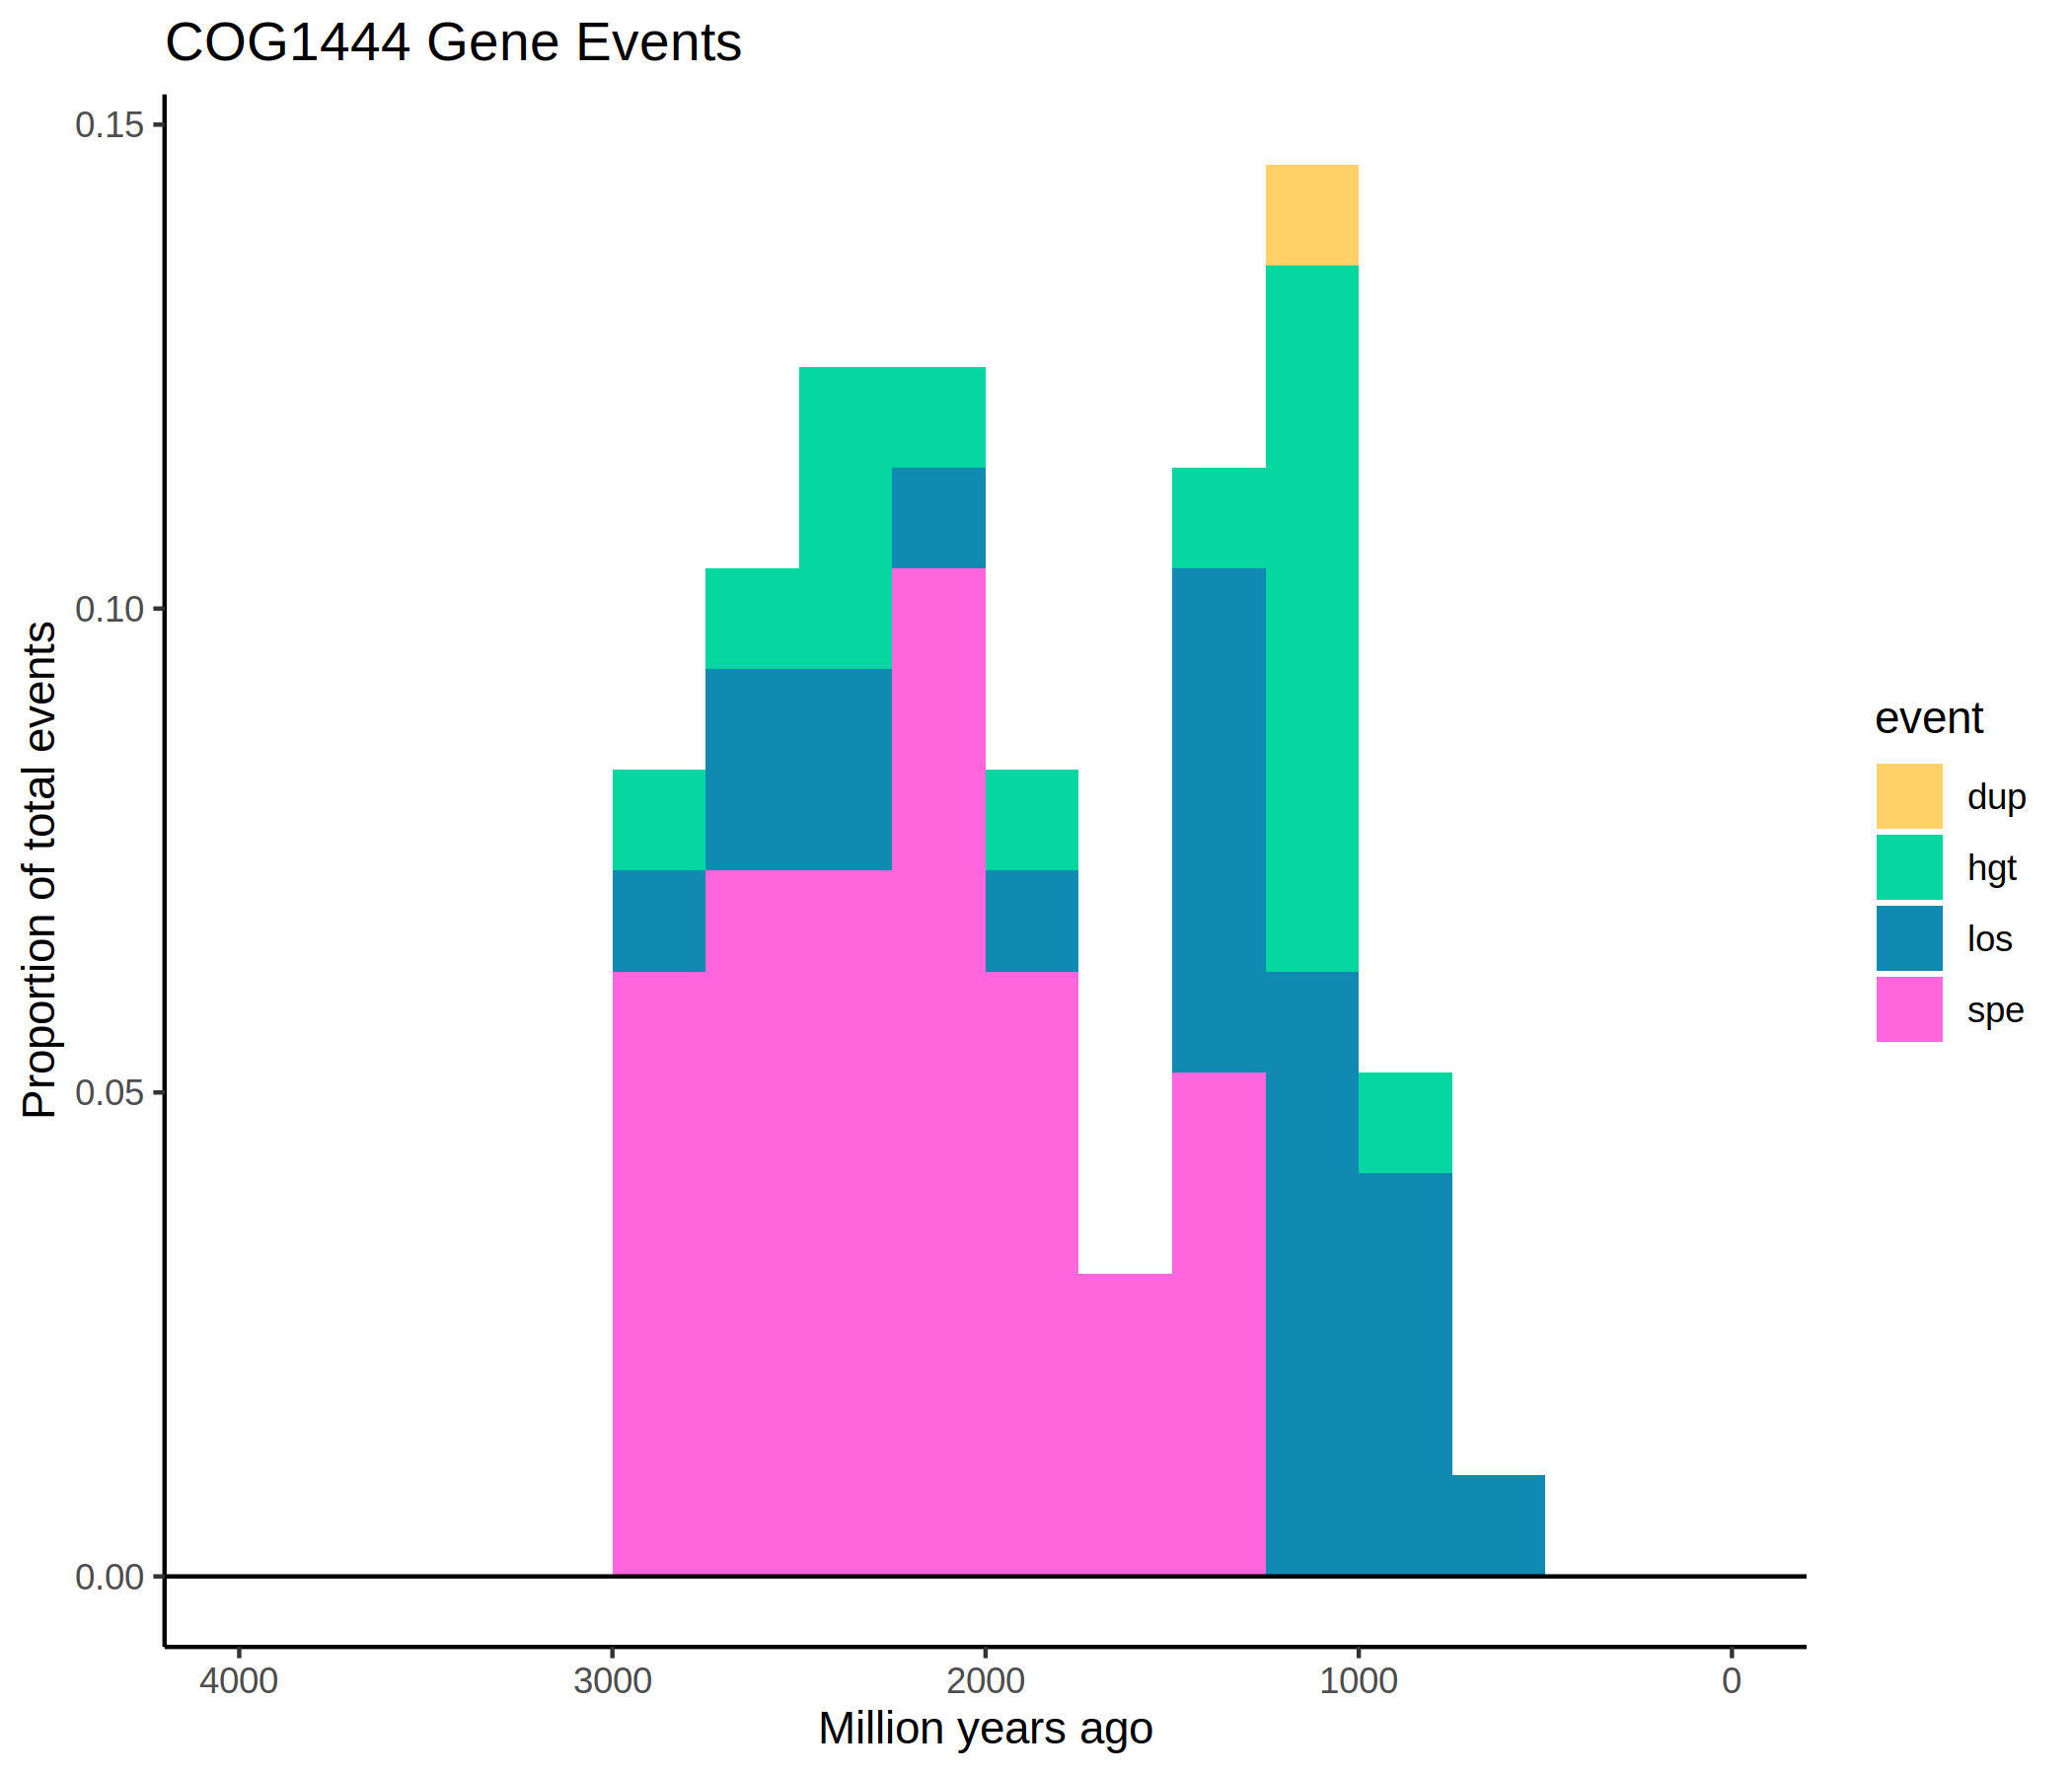 COG1444 Gene Events
Proportion of total events
0.15
0.10
0.05
0.00
4000 3000 2000 1000 0
Million years ago
event
dup
hgt
los
spe